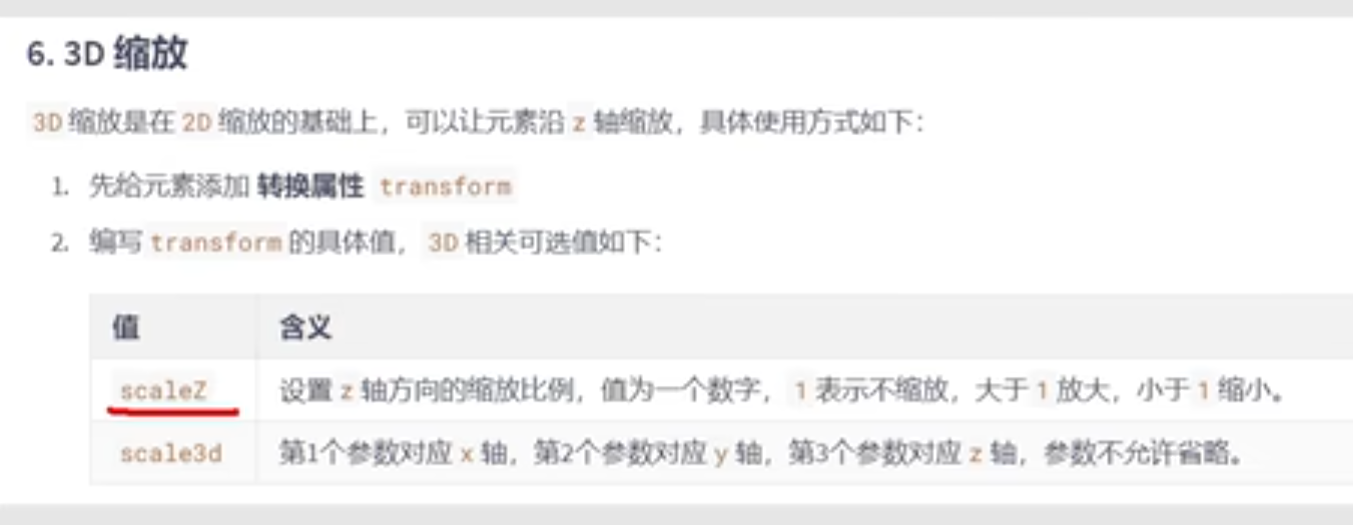 6. 3D 缩放
3D 缩放是在 2D 缩放的基础上，可以让元素沿 z 轴缩放，具体使用方式如下：
1. 先给元素添加 转换属性 transform
2. 编写 transform 的具体值， 3D 相关可选值如下：
值 含义
scaleZ 设置 z 轴方向的缩放比例，值为一个数字， 1 表示不缩放，大于 1 放大，小于 1 缩小。
scale3d 第1个参数对应 x 轴，第2个参数对应 y 轴，第3个参数对应 z 轴，参数不允许省略。